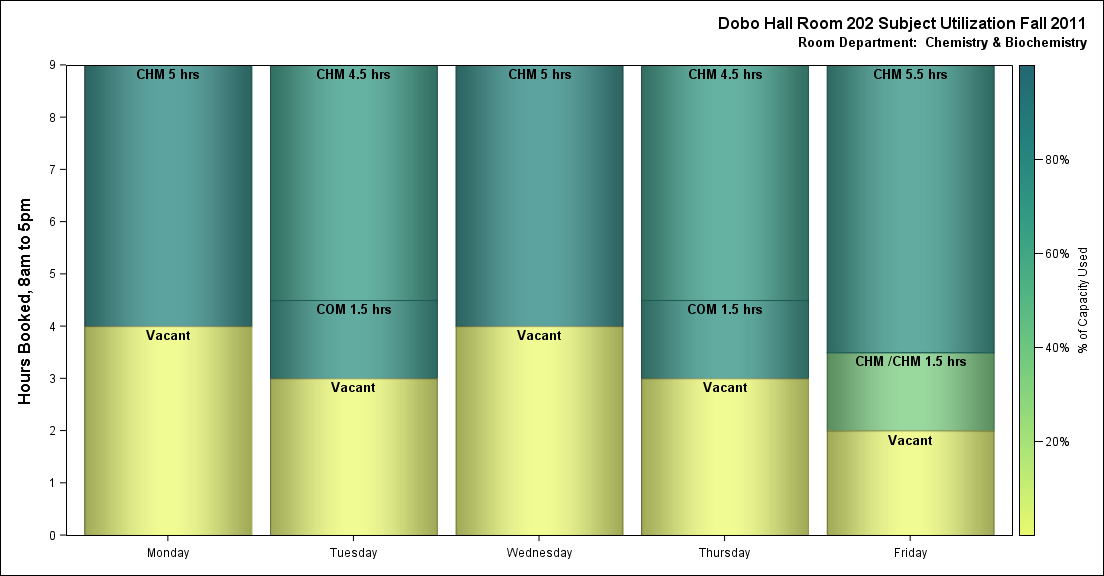 Dobo Hall Room 202 Subject Utilization Fall 2011
Room Department:  Chemistry & Biochemistry
Hours Booked, 8am to 5pm
9
8
7
6
5
4
3
2
1
0
CHM 5 hrs
Vacant
Monday
CHM 4.5 hrs
COM 1.5 hrs
Vacant
Tuesday
CHM 5 hrs
Vacant
Wednesday
CHM 4.5 hrs
COM 1.5 hrs
Vacant
Thursday
CHM 5.5 hrs
CHM /CHM 1.5 hrs
Vacant
Friday
80%
60%
40%
20%
% of Capacity Used